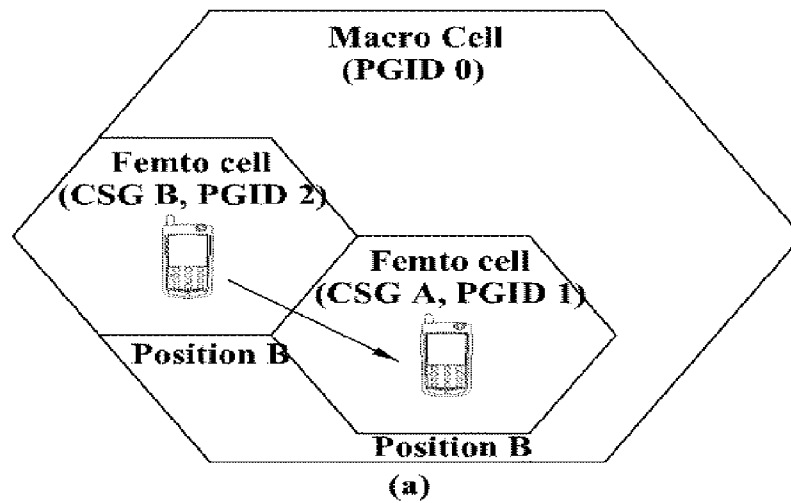 Macro Cell
(PGID 0)
Femto cell
(CSG B, PGID 2)
Femto cell
(CSG A, PGID 1)
Position B
Position B
(a)